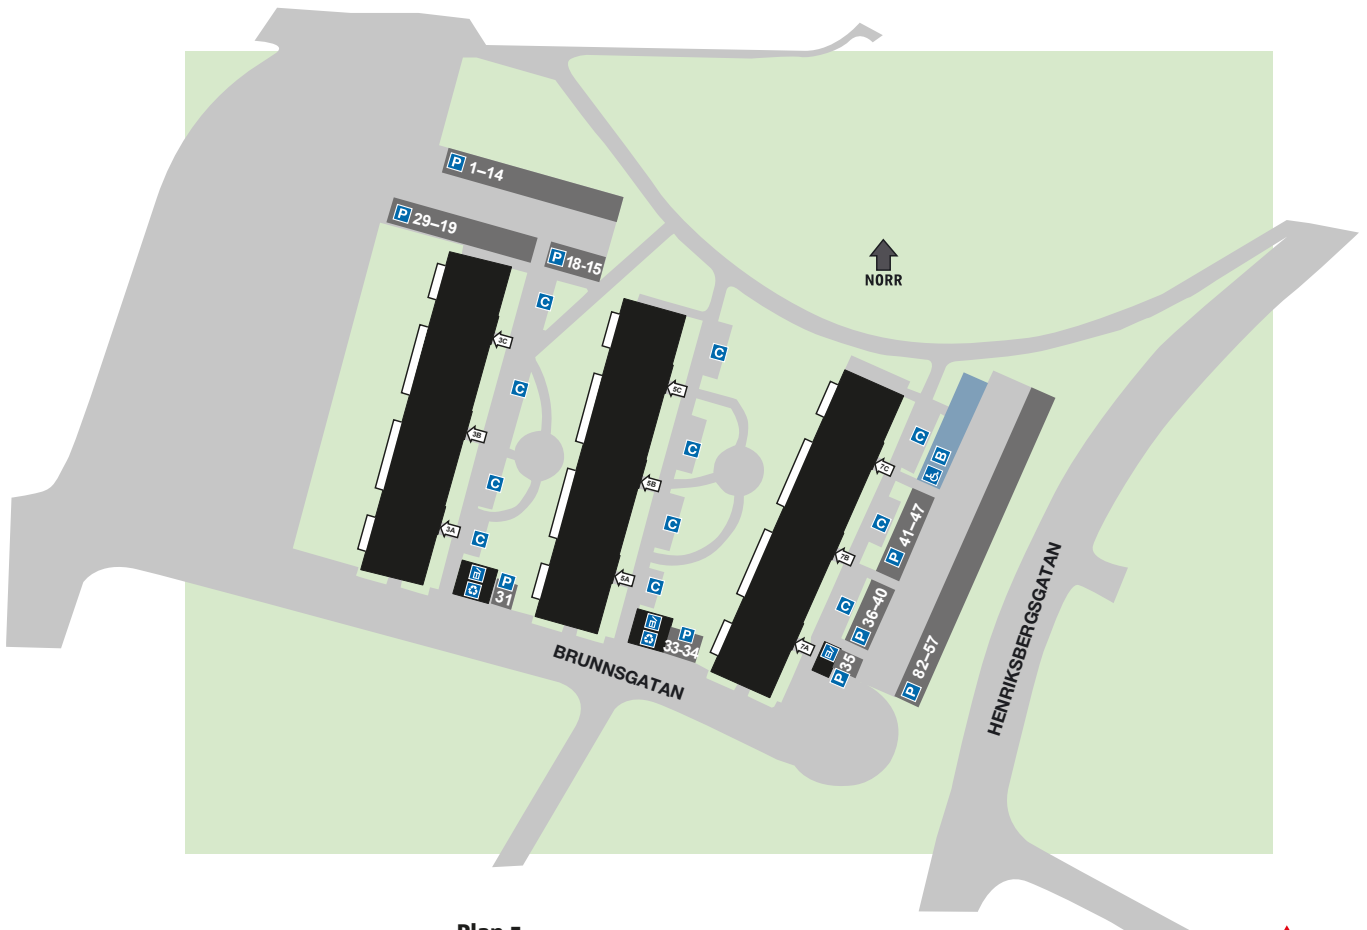 P 1–14
P 29–19
P 18-15
NORR
C
3C
C
5C
C
C
3B
C
7C
C
B
C
5B
C
P 41–47
3A
C
C
7B
P
31
5A
C
C
P 36-40
P
33-34
7A
P 35
P 82–57
BRUNNSGATAN
HENRIKSBERGSGATAN